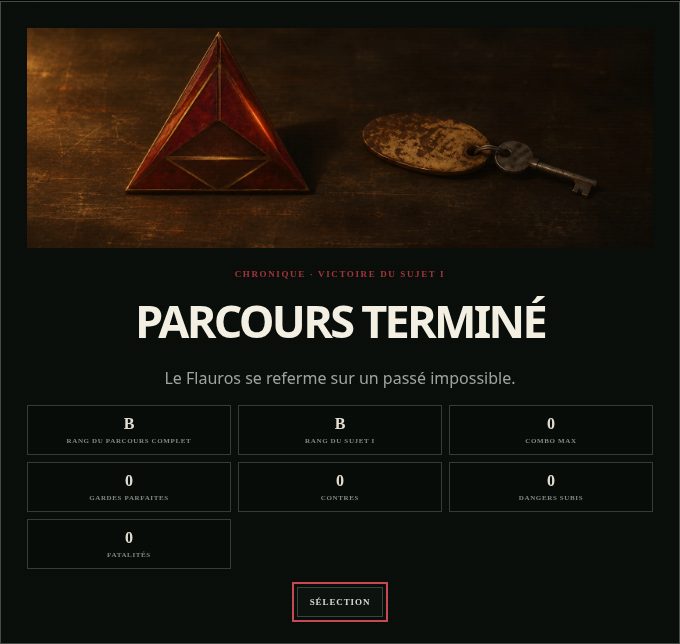 CHRONIQUE · VICTOIRE DU SUJET I
PARCOURS TERMINÉ
Le Flauros se referme sur un passé impossible.
B
RANG DU PARCOURS COMPLET
B
RANG DU SUJET I
0
COMBO MAX
0
GARDES PARFAITES
0
CONTRES
0
DANGERS SUBIS
0
FATALITÉS
SÉLECTION